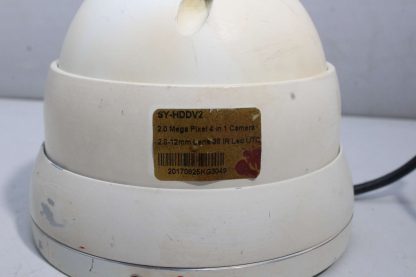 SY-HDDV2
2.0 Mega Pixel 4 in 1 Camera
2.8-12mm Lens 36 IR Led UTC
20170825KG3049